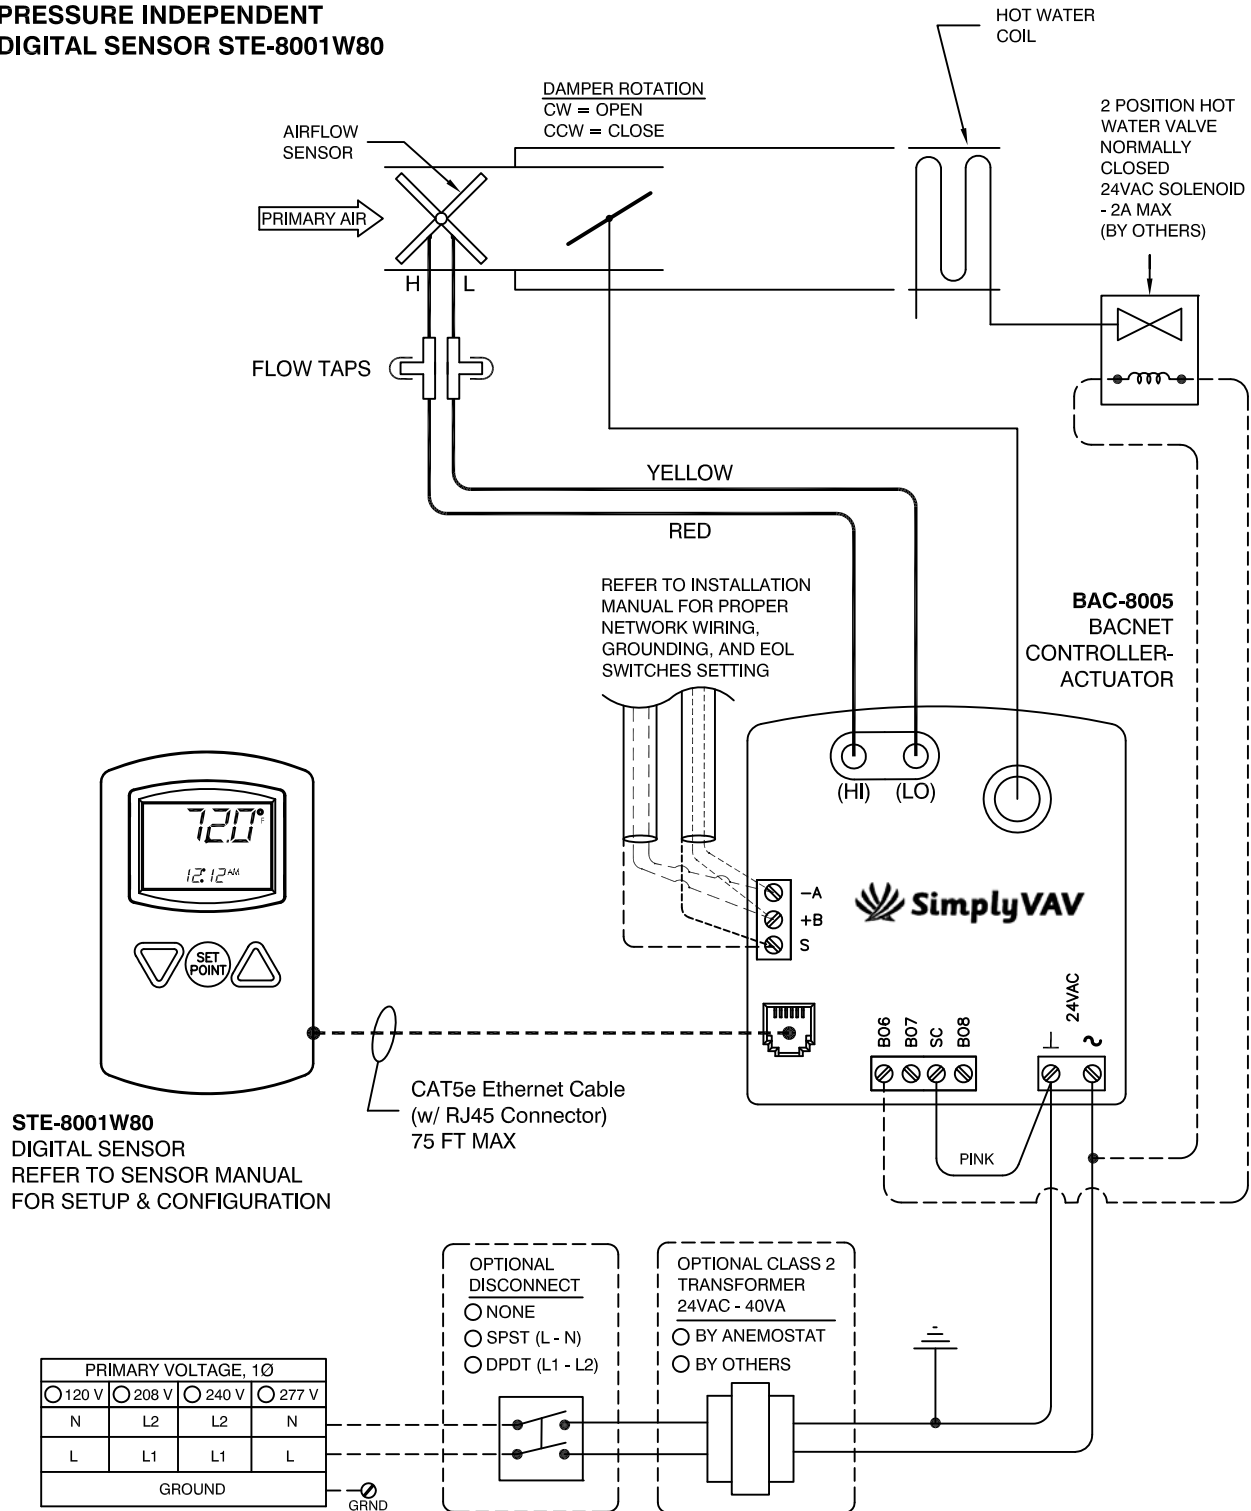 PRESSURE INDEPENDENT
DIGITAL SENSOR STE-8001W80
HOT WATER
COIL
DAMPER ROTATION
CW = OPEN
CCW = CLOSE
AIRFLOW
SENSOR
2 POSITION HOT
WATER VALVE
NORMALLY
CLOSED
24VAC SOLENOID
- 2A MAX
(BY OTHERS)
PRIMARY AIR
H
L
FLOW TAPS
YELLOW
RED
REFER TO INSTALLATION
MANUAL FOR PROPER
NETWORK WIRING,
GROUNDING, AND EOL
SWITCHES SETTING
BAC-8005
BACNET
CONTROLLER-
ACTUATOR
(HI)
(LO)
72.0°F
12:12 AM
SET
POINT
–A
+B
S
SimplyVAV
BO6
BO7
SC
BO8
24VAC
PINK
CAT5e Ethernet Cable
(w/ RJ45 Connector)
75 FT MAX
STE-8001W80
DIGITAL SENSOR
REFER TO SENSOR MANUAL
FOR SETUP & CONFIGURATION
OPTIONAL
DISCONNECT
NONE
SPST (L - N)
DPDT (L1 - L2)
OPTIONAL CLASS 2
TRANSFORMER
24VAC - 40VA
BY ANEMOSTAT
BY OTHERS
PRIMARY VOLTAGE, 1Ø
120 V 208 V 240 V 277 V
N L2 L2 N
L L1 L1 L
GROUND
GRND